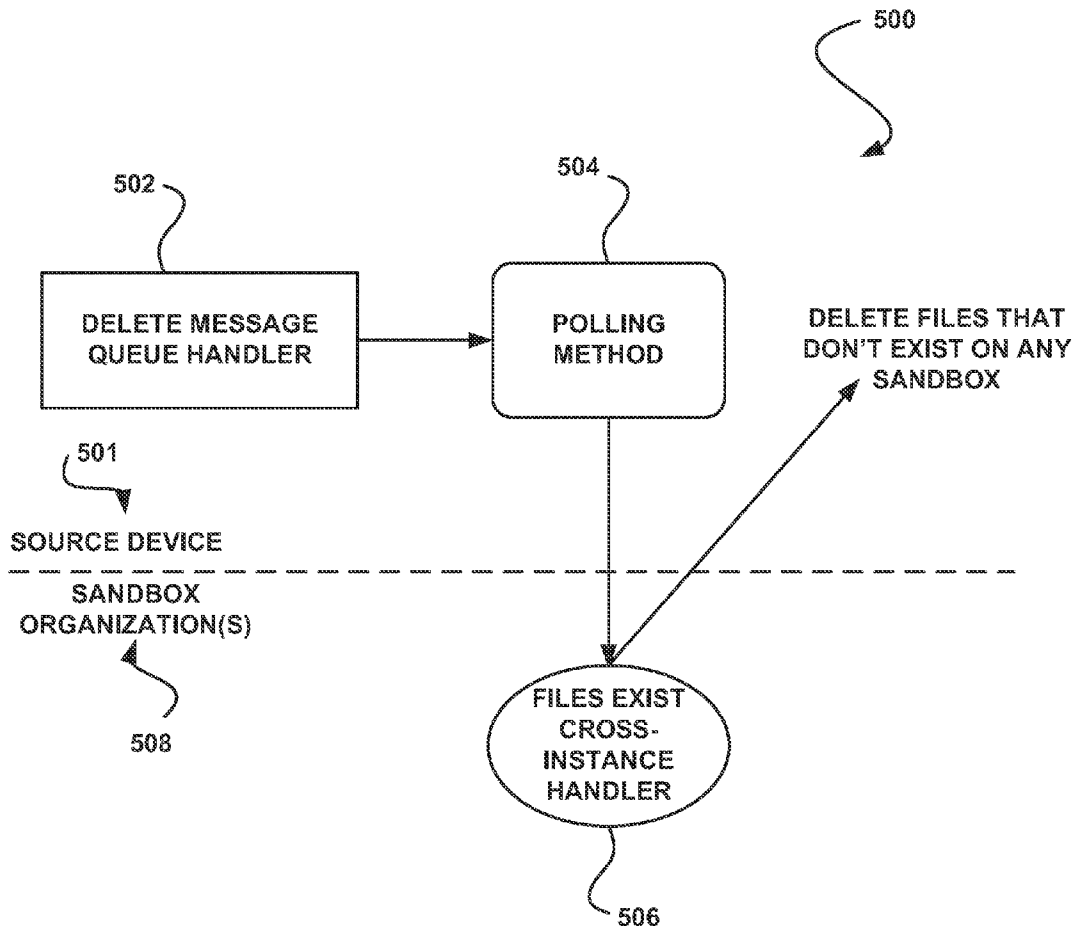 500
502
504
DELETE MESSAGE
QUEUE HANDLER
POLLING
METHOD
DELETE FILES THAT
DON'T EXIST ON ANY
SANDBOX
501
SOURCE DEVICE
SANDBOX
ORGANIZATION(S)
508
FILES EXIST
CROSS-
INSTANCE
HANDLER
506